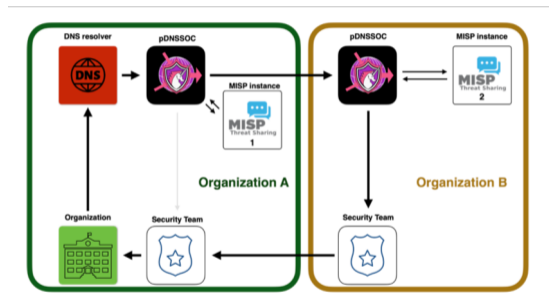 DNS resolver
pDNSSOC
pDNSSOC
MISP instance
DNS
MISP instance
MISP
Threat Sharing
2
MISP
Threat Sharing
1
Organization A
Organization B
Organization
Security Team
Security Team
P